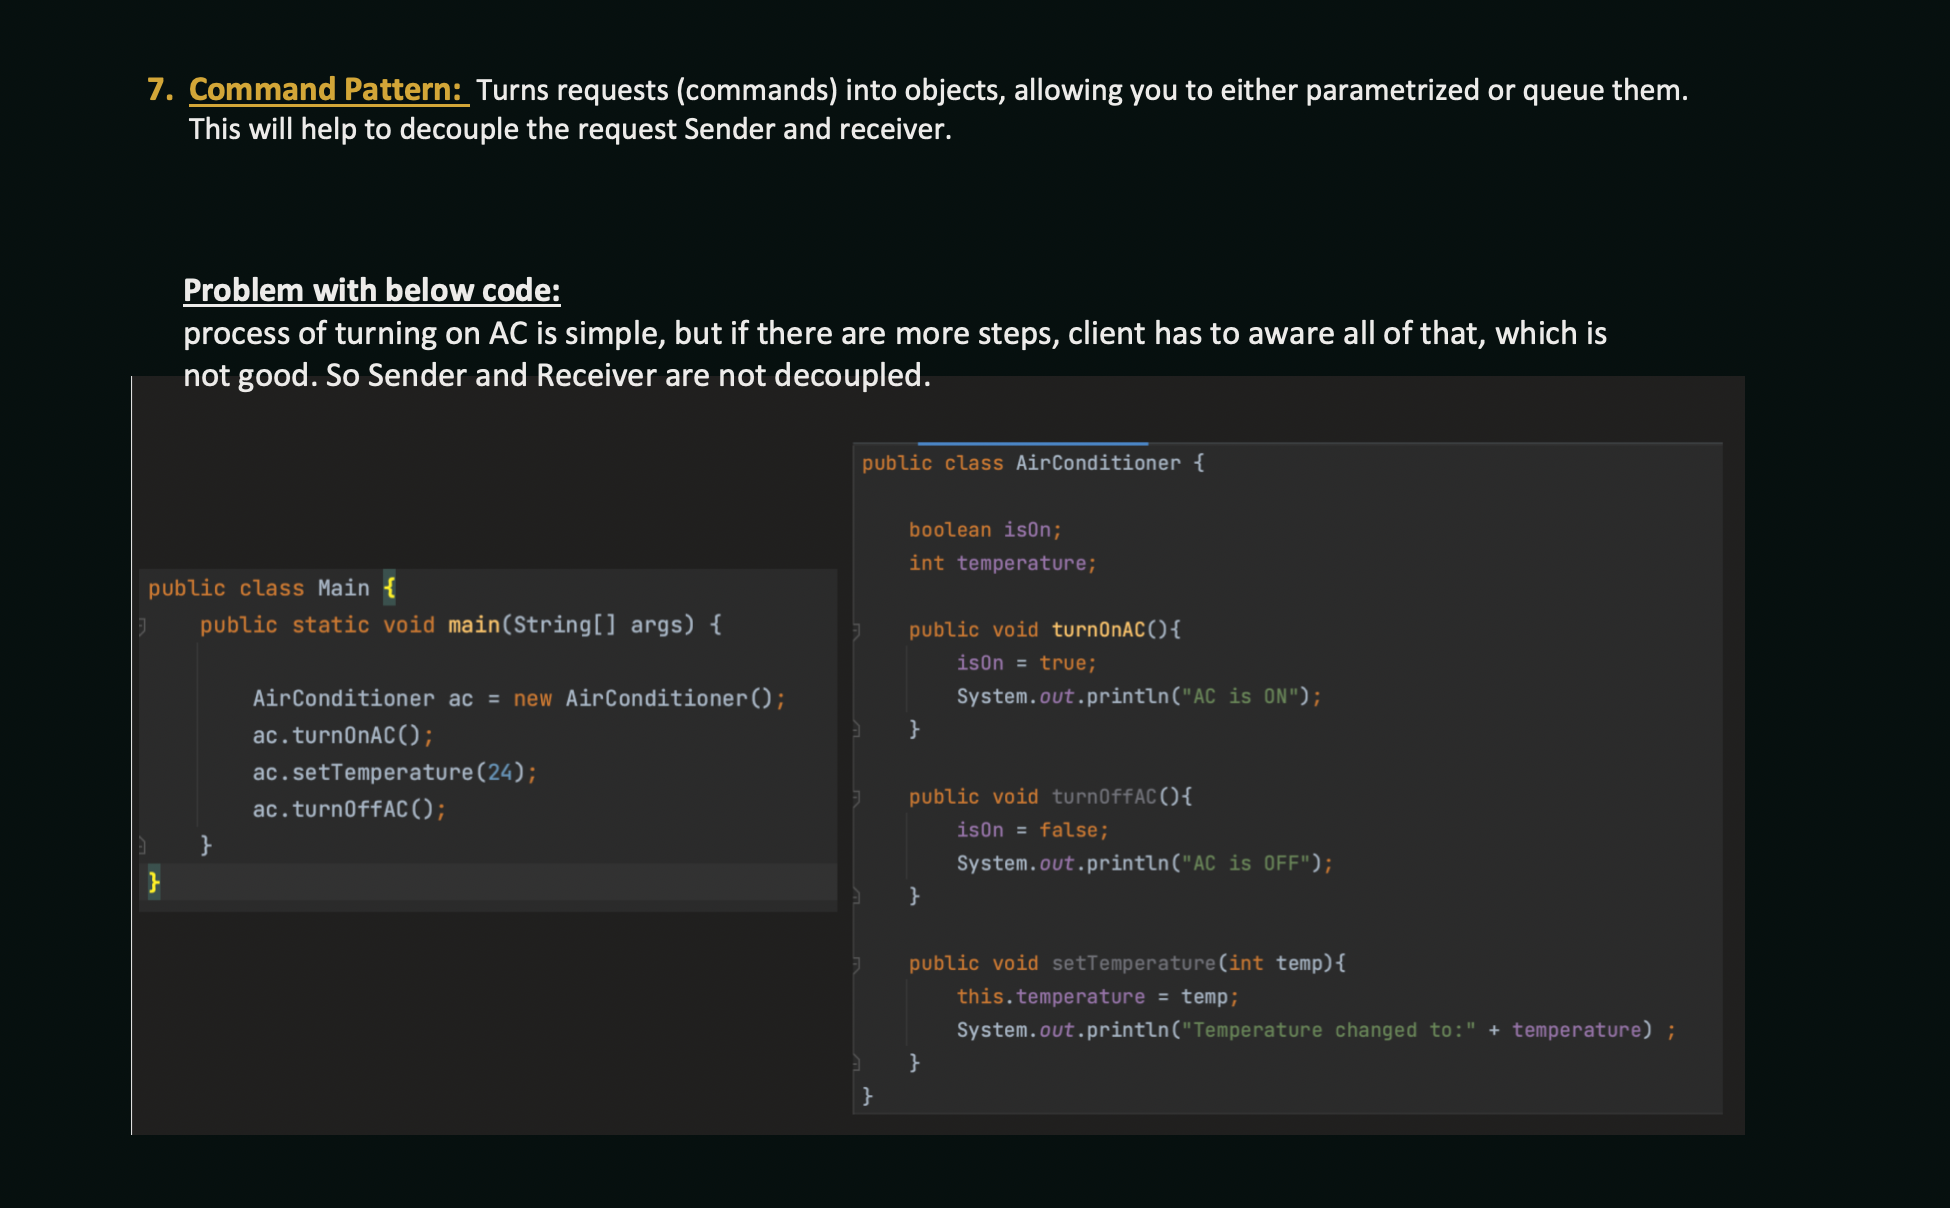 7. Command Pattern: Turns requests (commands) into objects, allowing you to either parametrized or queue them.
This will help to decouple the request Sender and receiver.
Problem with below code:
process of turning on AC is simple, but if there are more steps, client has to aware all of that, which is
not good. So Sender and Receiver are not decoupled.
public class Main {
    public static void main(String[] args) {
        AirConditioner ac = new AirConditioner();
        ac.turnOnAC();
        ac.setTemperature(24);
        ac.turnOffAC();
    }
}
public class AirConditioner {
    boolean isOn;
    int temperature;
    public void turnOnAC(){
        isOn = true;
        System.out.println("AC is ON");
    }
    public void turnOffAC(){
        isOn = false;
        System.out.println("AC is OFF");
    }
    public void setTemperature(int temp){
        this.temperature = temp;
        System.out.println("Temperature changed to:" + temperature) ;
    }
}